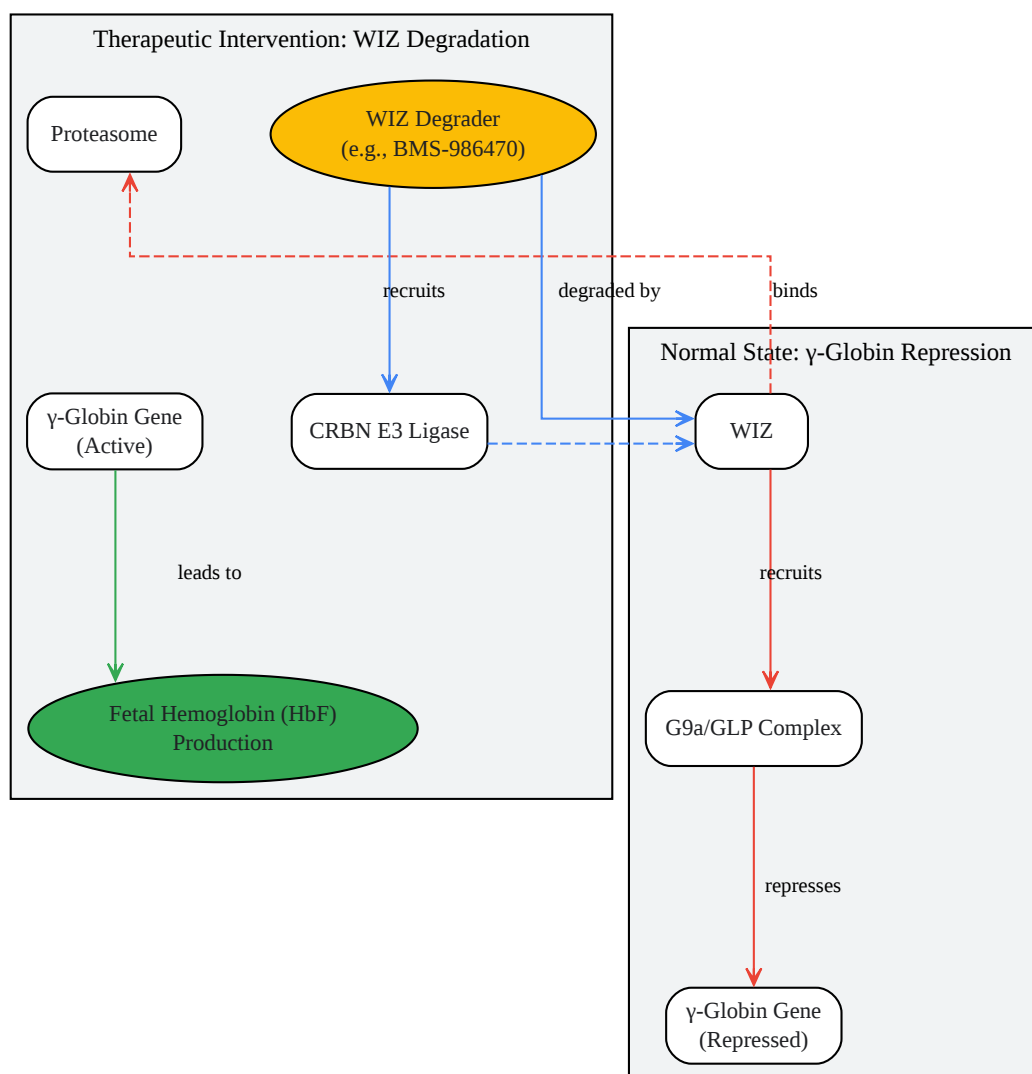 Therapeutic Intervention: WIZ Degradation
Proteasome
WIZ Degrader
(e.g., BMS-986470)
recruits
degraded by
binds
Normal State: γ-Globin Repression
γ-Globin Gene
(Active)
CRBN E3 Ligase
WIZ
leads to
recruits
Fetal Hemoglobin (HbF)
Production
G9a/GLP Complex
represses
γ-Globin Gene
(Repressed)